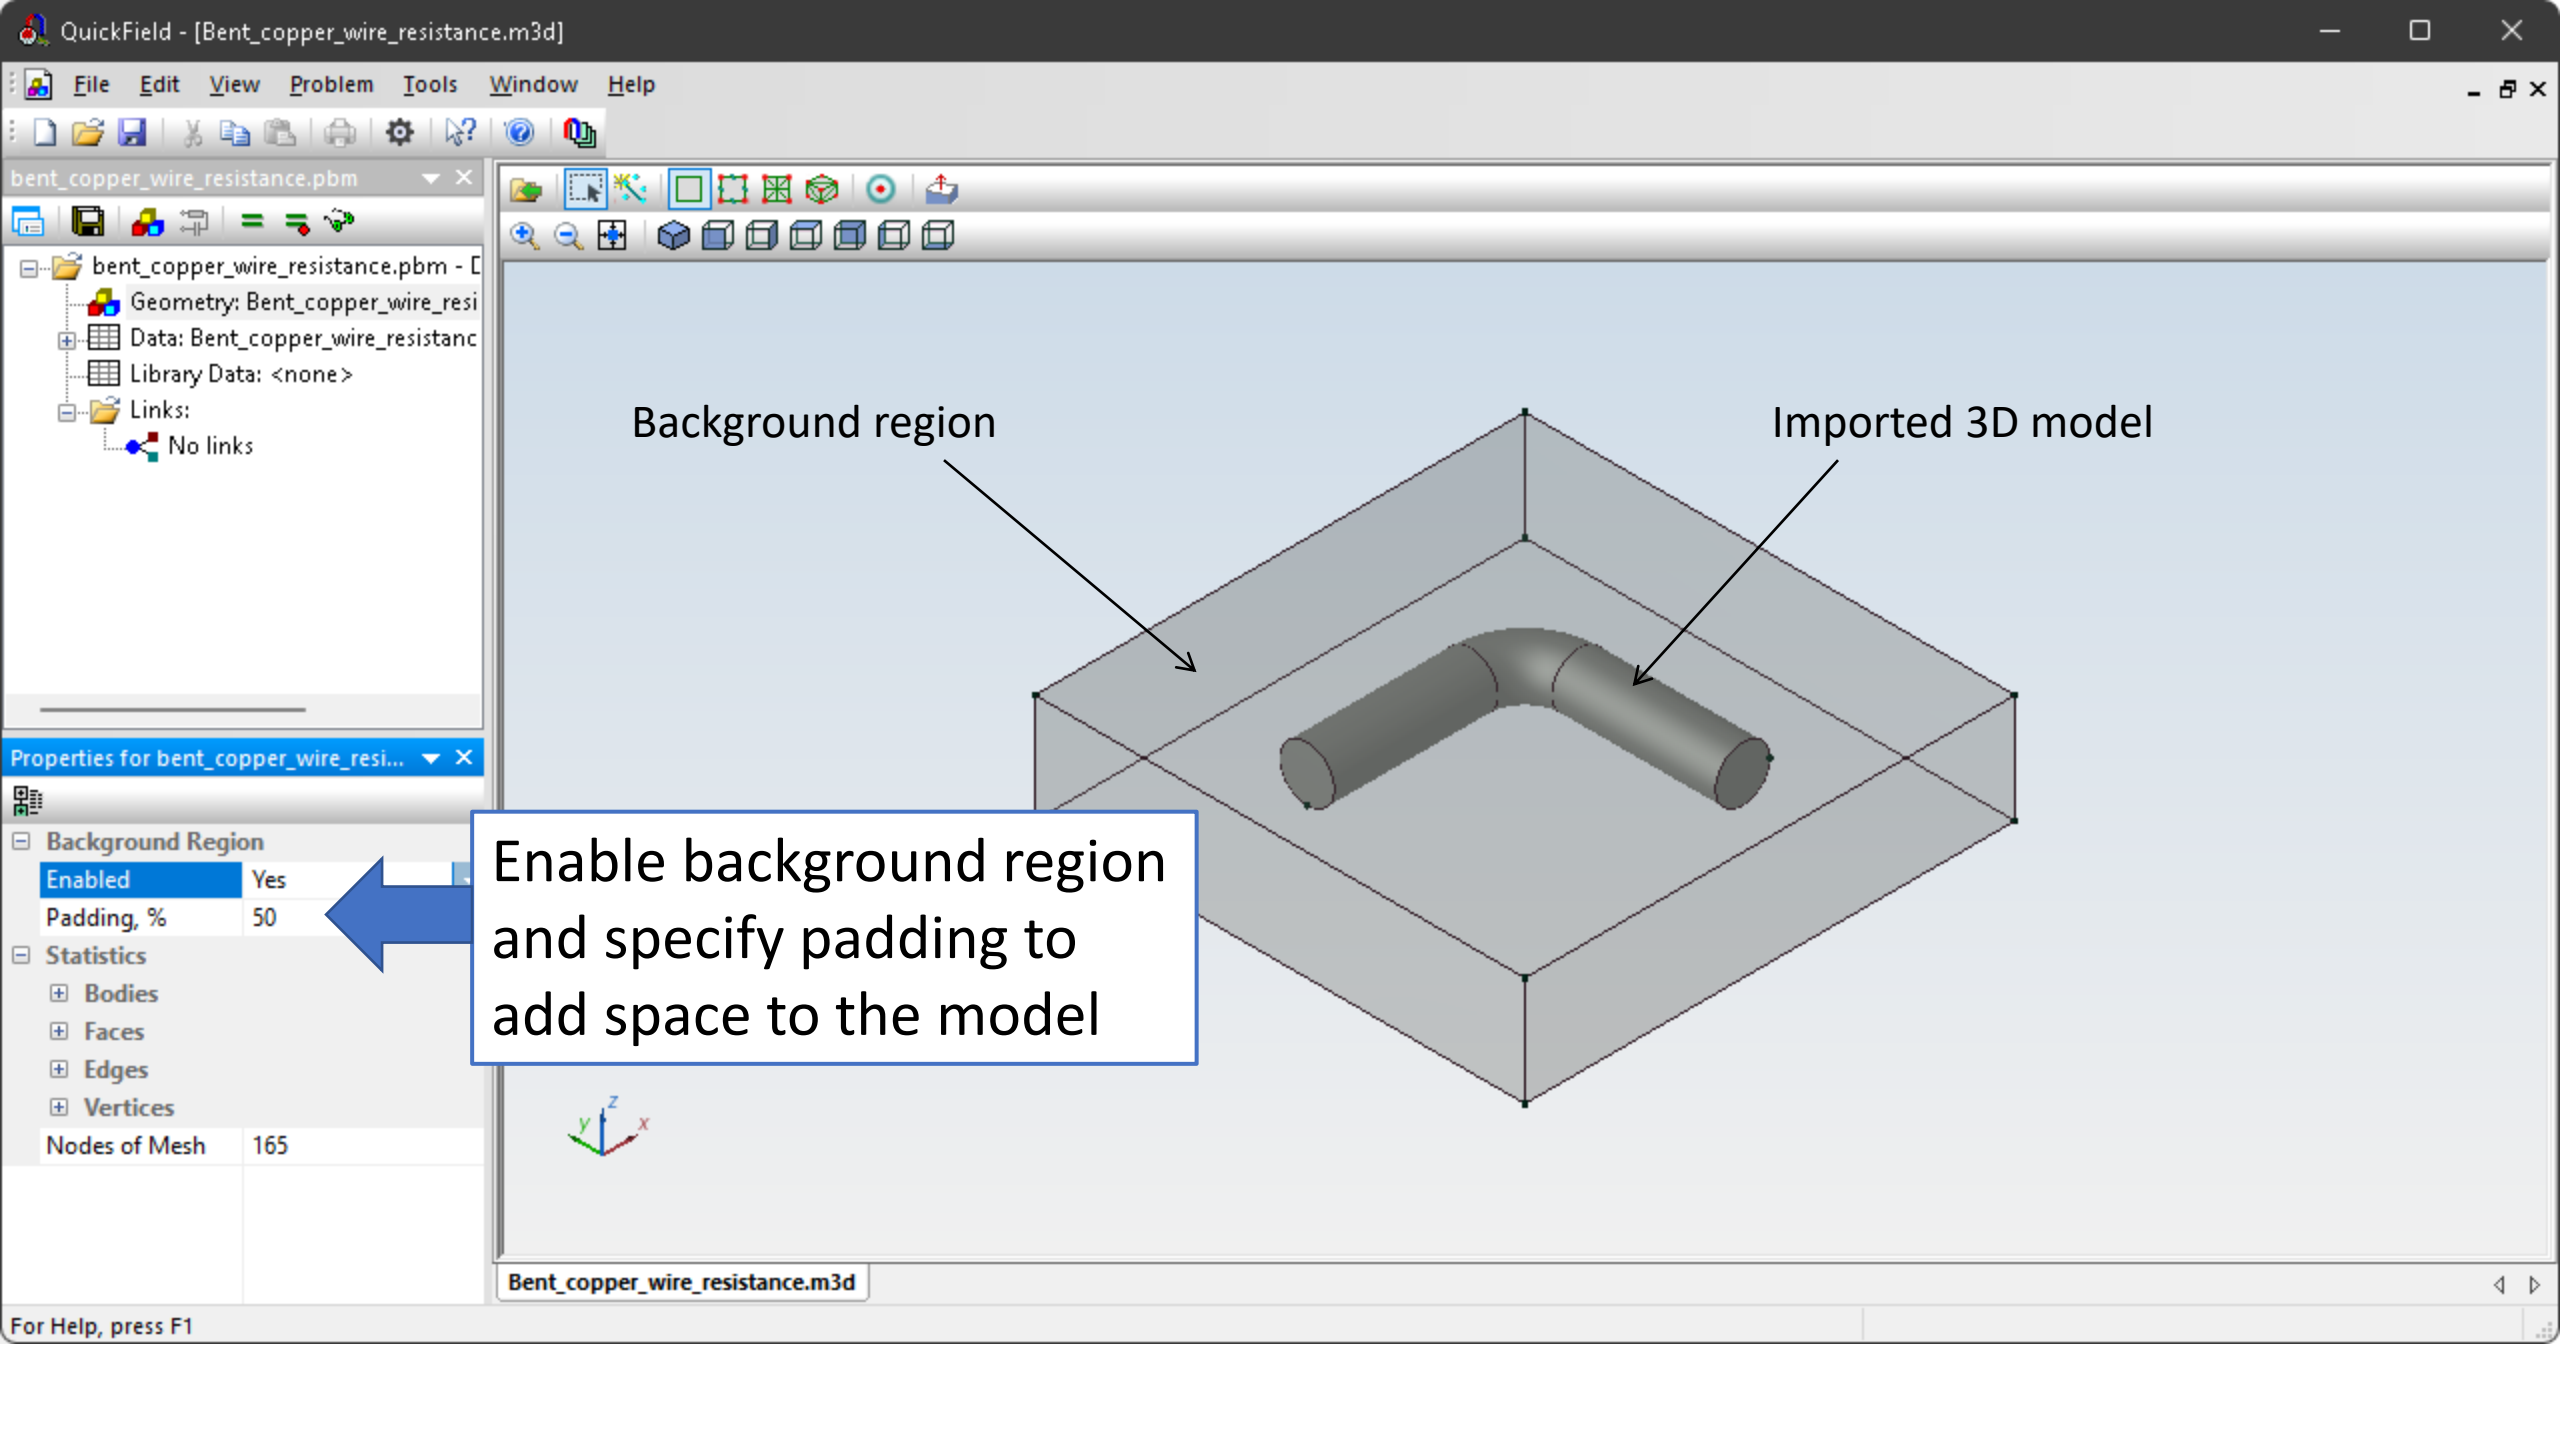 QuickField - [Bent_copper_wire_resistance.m3d]
File Edit View Problem Tools Window Help
bent_copper_wire_resistance.pbm
bent_copper_wire_resistance.pbm - D
Geometry: Bent_copper_wire_resi
Data: Bent_copper_wire_resistanc
Library Data: <none>
Links:
No links
Properties for bent_copper_wire_resi...
Background Region
Enabled Yes
Padding, % 50
Statistics
Bodies
Faces
Edges
Vertices
Nodes of Mesh 165
Background region
Imported 3D model
Enable background region
and specify padding to
add space to the model
z
y
x
Bent_copper_wire_resistance.m3d
For Help, press F1